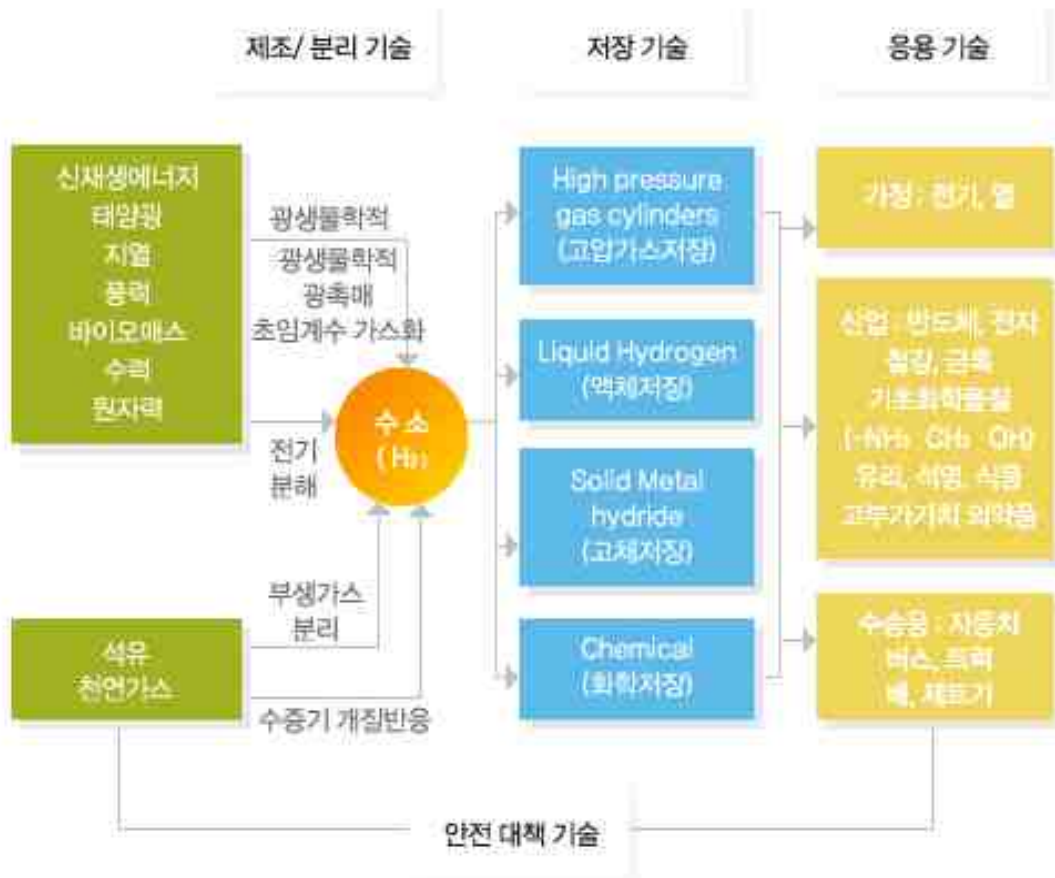 제조/ 분리 기술
저장 기술
응용 기술
신재생에너지
태양광
지열
풍력
바이오매스
수력
원자력
광생물학적
광생물학적
광촉매
초임계수 가스화
전기
분해
수 소
( H₂)
부생가스
분리
석유
천연가스
수증기 개질반응
High pressure
gas cylinders
(고압가스저장)
Liquid Hydrogen
(액체저장)
Solid Metal
hydride
(고체저장)
Chemical
(화학저장)
가정 : 전기, 열
산업 : 반도체, 전자
철강, 금속
기초화학물질
유리, 석영, 식용
고부가가치 의약품
수송용 : 자동차
버스, 트럭
배, 제트기
안전 대책 기술